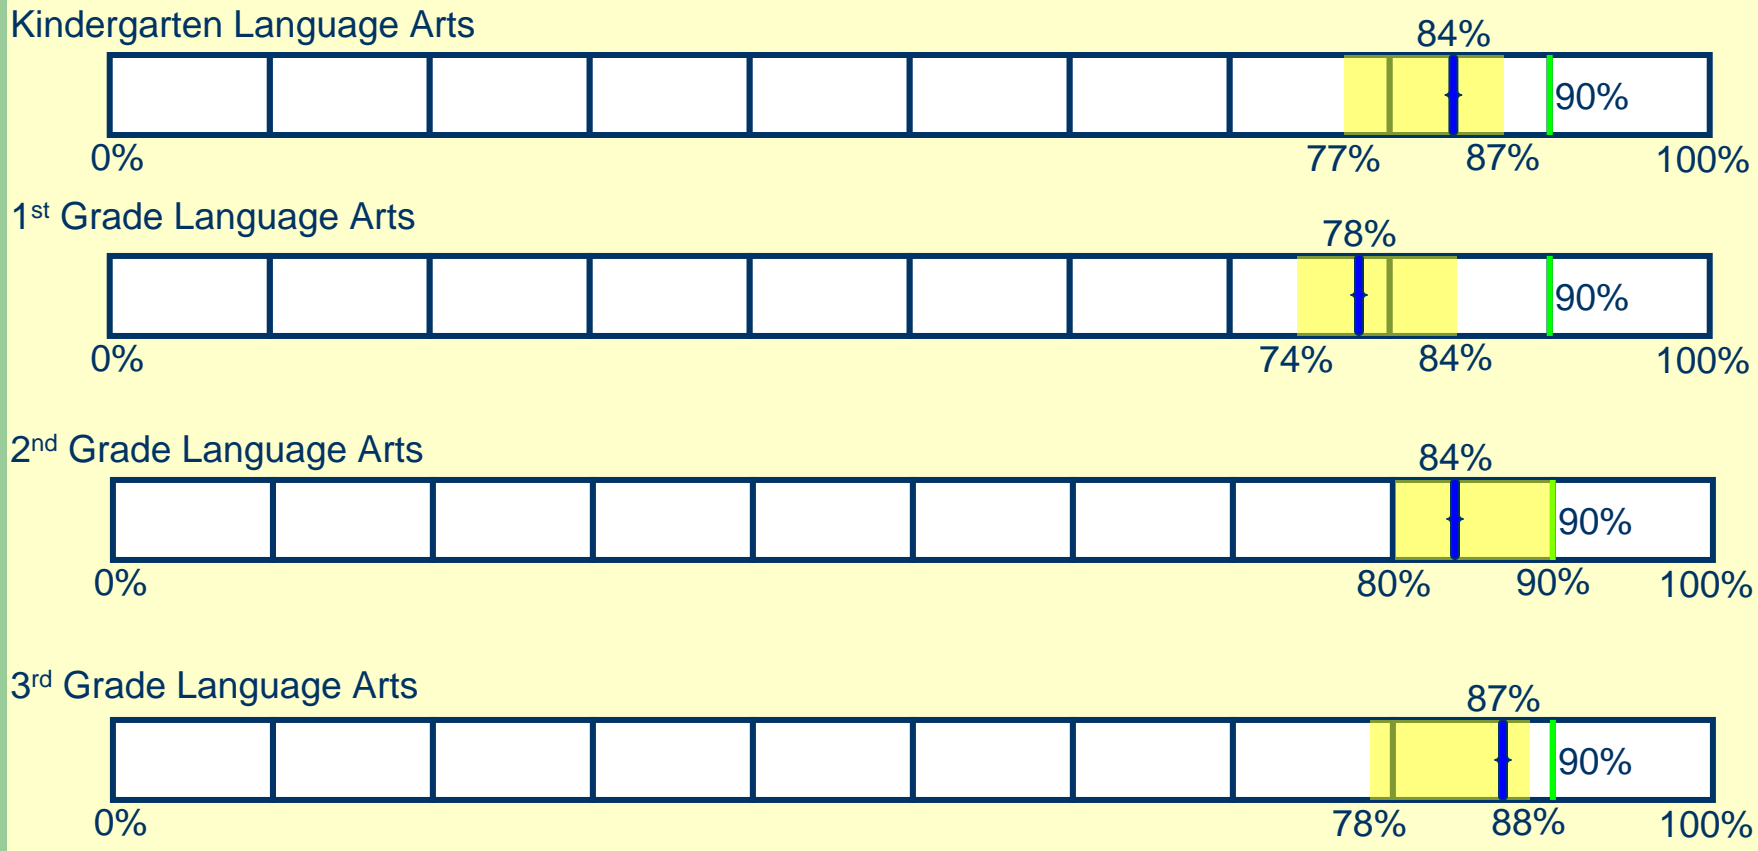 Kindergarten Language Arts
84%
90%
0% 77% 87% 100%
1st Grade Language Arts
78%
90%
0% 74% 84% 100%
2nd Grade Language Arts
84%
90%
0% 80% 90% 100%
3rd Grade Language Arts
87%
90%
0% 78% 88% 100%